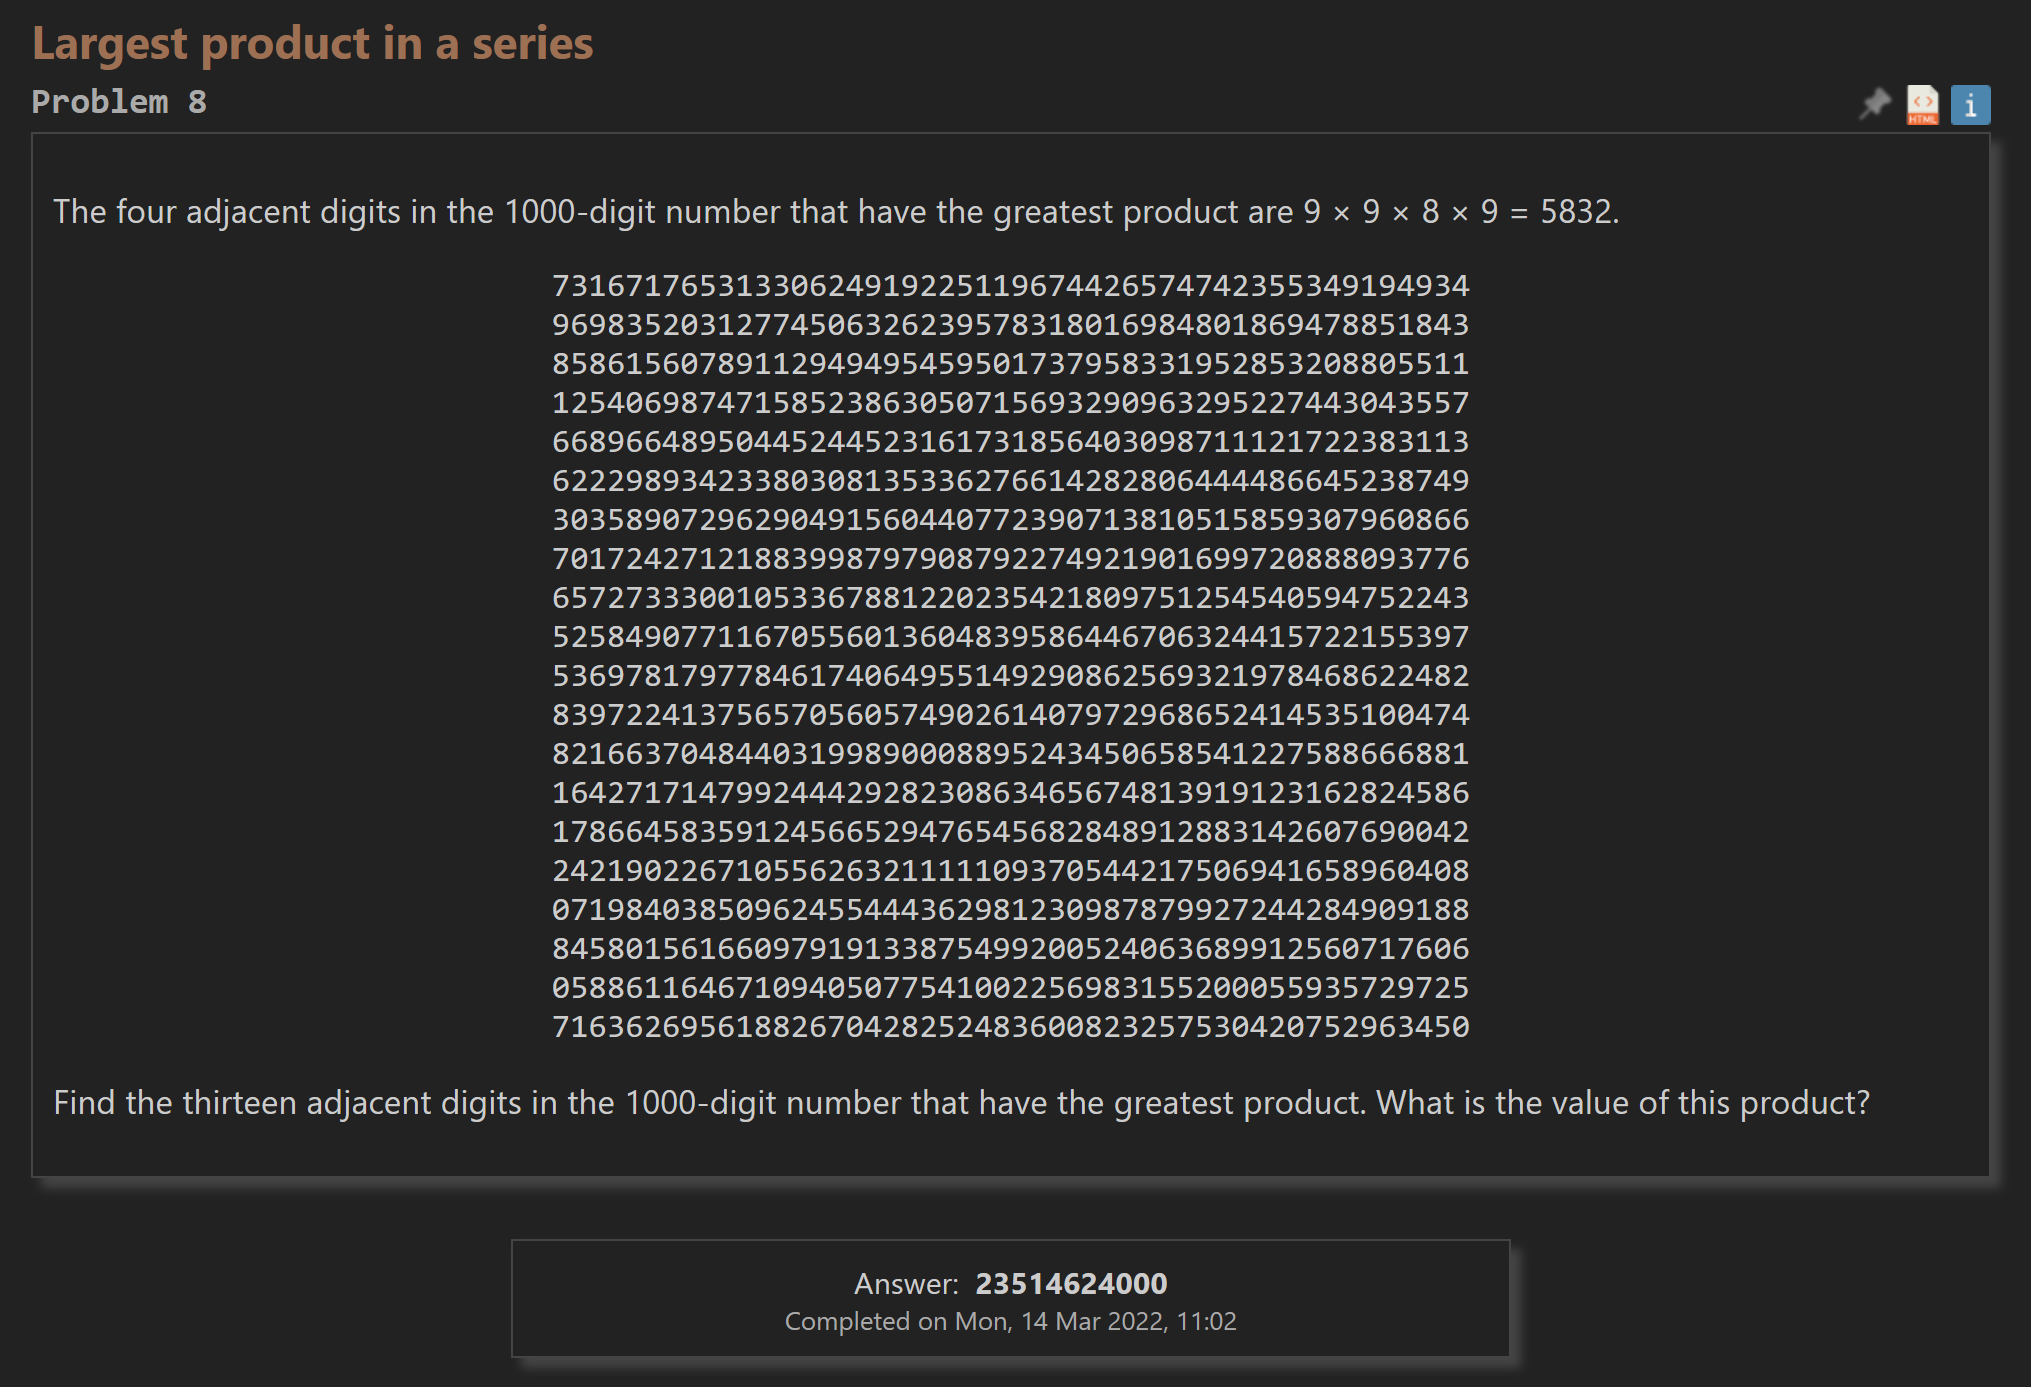 Largest product in a series
Problem 8
<> HTML i
The four adjacent digits in the 1000-digit number that have the greatest product are 9 × 9 × 8 × 9 = 5832.
73167176531330624919225119674426574742355349194934
96983520312774506326239578318016984801869478851843
85861560789112949495459501737958331952853208805511
12540698747158523863050715693290963295227443043557
66896648950445244523161731856403098711121722383113
62229893423380308135336276614282806444486645238749
30358907296290491560440772390713810515859307960866
70172427121883998797908792274921901699720888093776
65727333001053367881220235421809751254540594752243
52584907711670556013604839586446706324415722155397
53697817977846174064955149290862569321978468622482
83972241375657056057490261407972968652414535100474
82166370484403199890008895243450658541227588666881
16427171479924442928230863465674813919123162824586
17866458359124566529476545682848912883142607690042
24219022671055626321111109370544217506941658960408
07198403850962455444362981230987879927244284909188
84580156166097919133875499200524063689912560717606
05886116467109405077541002256983155200055935729725
71636269561882670428252483600823257530420752963450
Find the thirteen adjacent digits in the 1000-digit number that have the greatest product. What is the value of this product?
Answer: 23514624000
Completed on Mon, 14 Mar 2022, 11:02